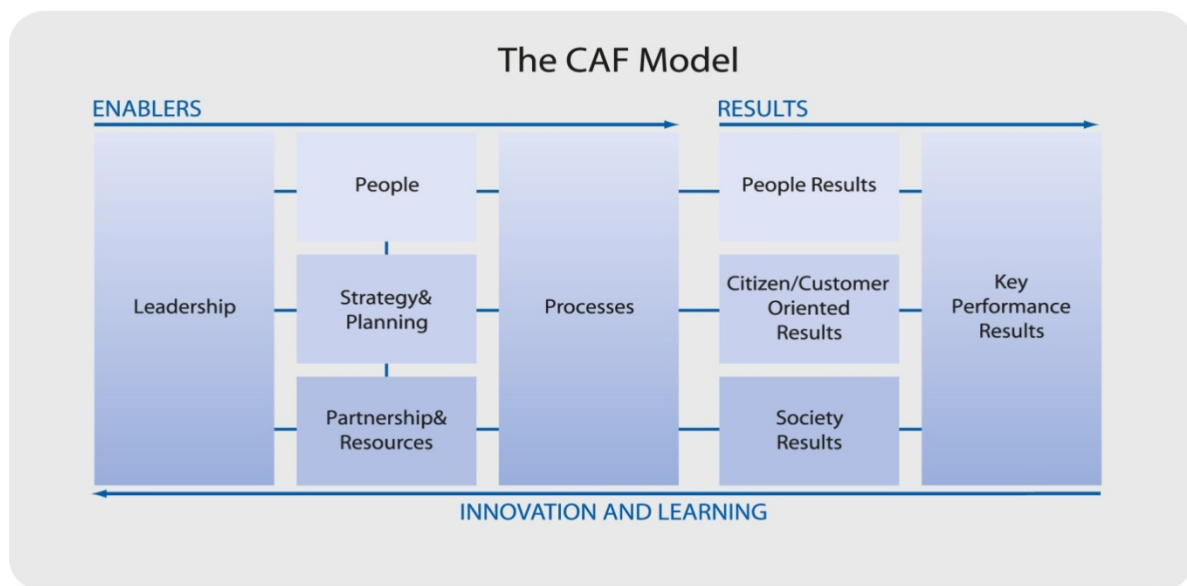 The CAF Model
ENABLERS
RESULTS
Leadership
People
Strategy&
Planning
Partnership&
Resources
Processes
People Results
Citizen/Customer
Oriented
Results
Society
Results
Key
Performance
Results
INNOVATION AND LEARNING